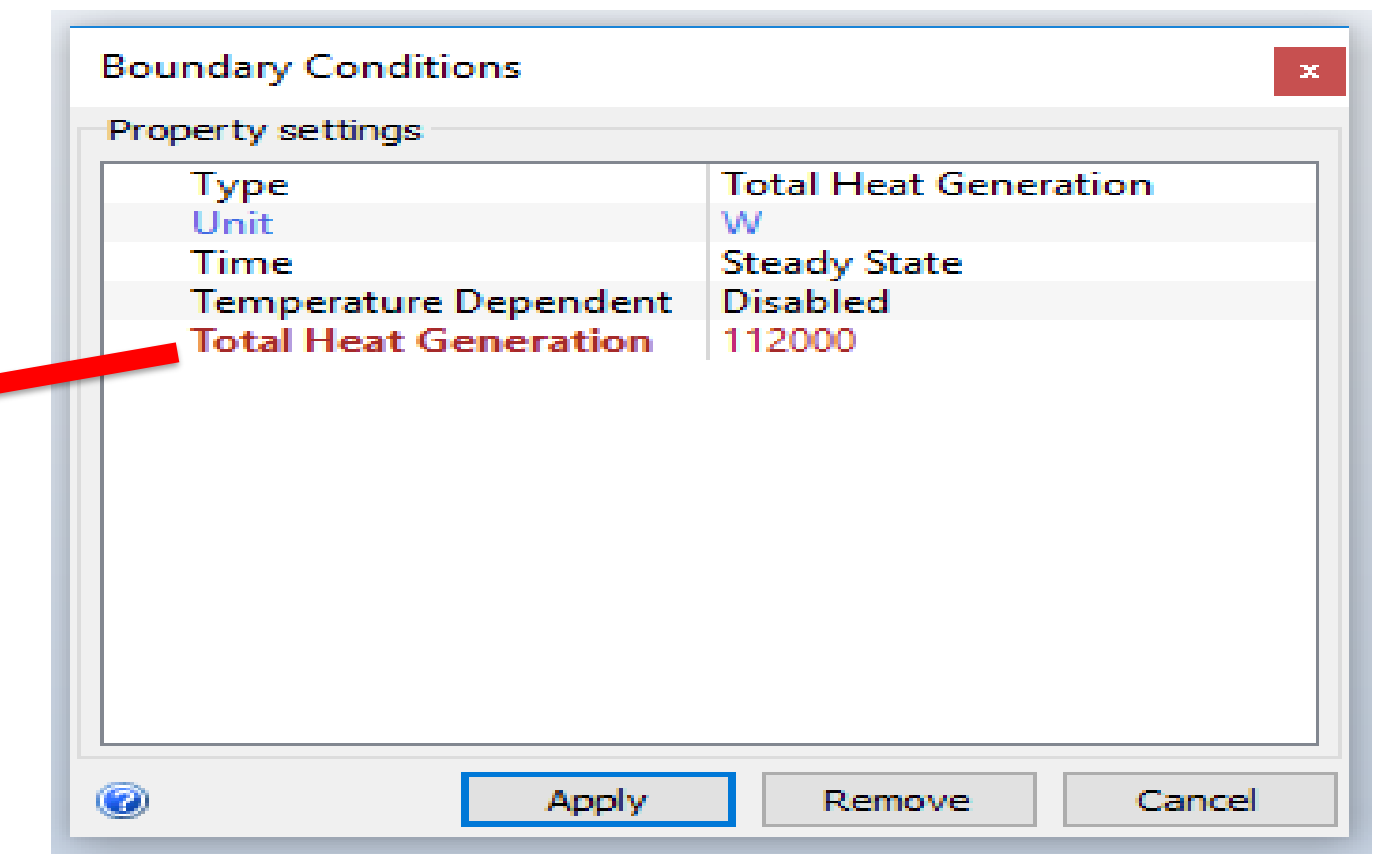 Boundary Conditions
Property settings
Type Total Heat Generation
Unit W
Time Steady State
Temperature Dependent Disabled
Total Heat Generation 112000
Apply Remove Cancel